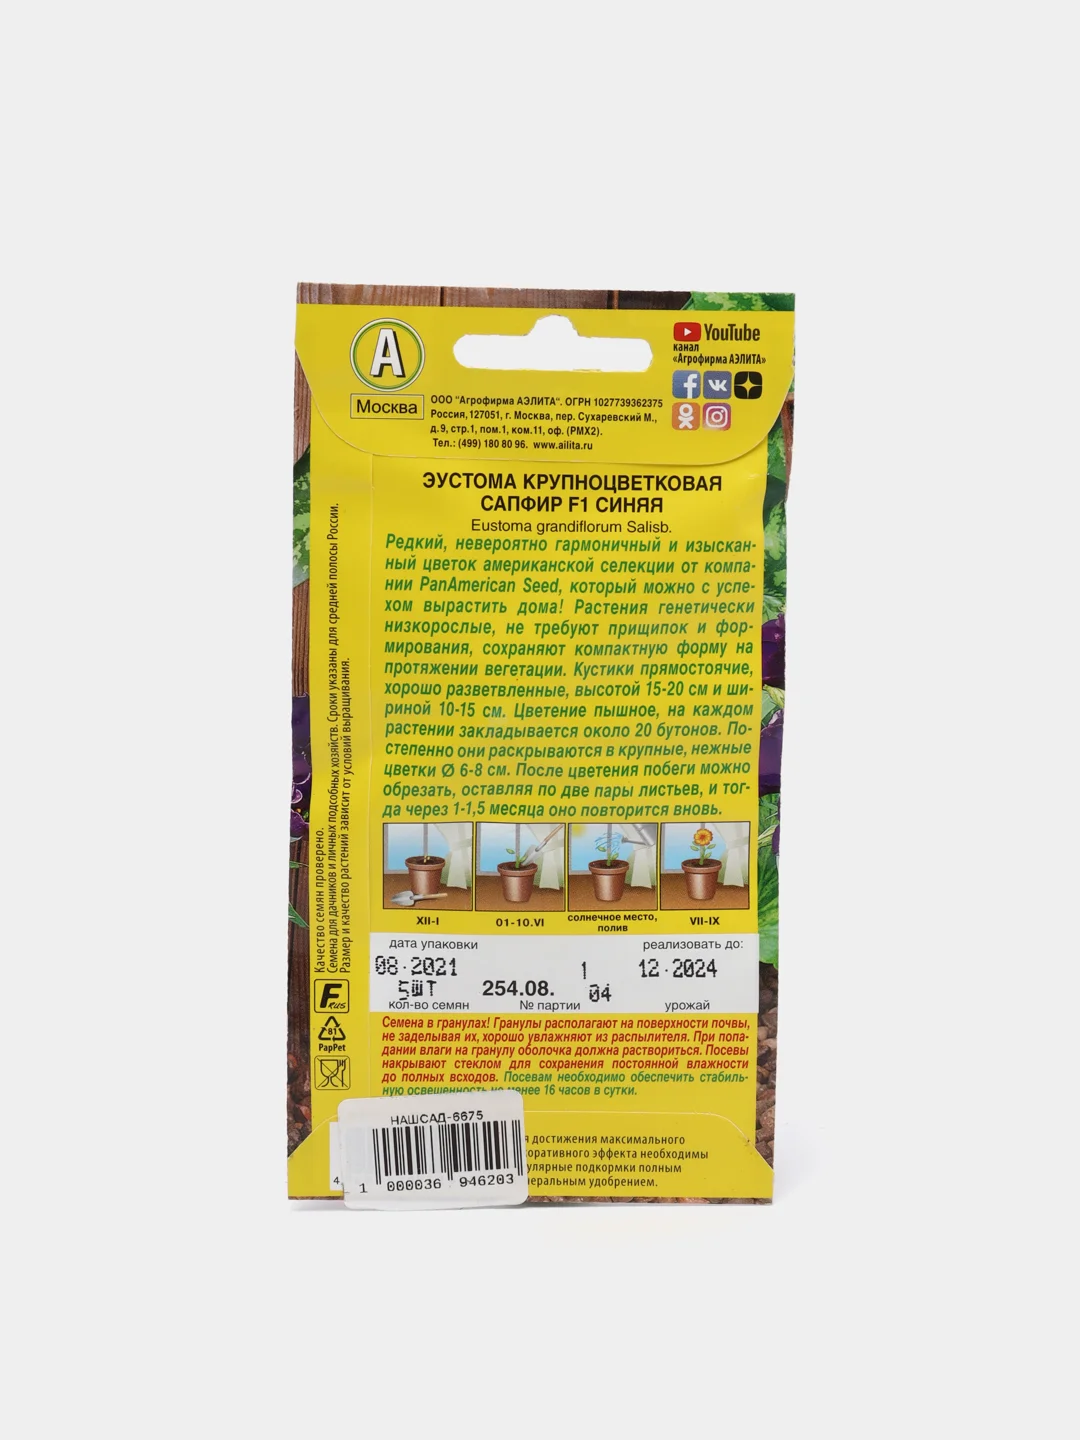 А
Москва
YouTube
канал
«Агрофирма АЭЛИТА»
ООО "Агрофирма АЭЛИТА". ОГРН 1027739362375
Россия, 127051, г. Москва, пер. Сухаревский М.,
д. 9, стр.1, пом.1, ком.11, оф. (РМХ2).
Тел.: (499) 180 80 96. www.ailita.ru
ЭУСТОМА КРУПНОЦВЕТКОВАЯ
САПФИР F1 СИНЯЯ
Eustoma grandiflorum Salisb.
Редкий, невероятно гармоничный и изыскан-
ный цветок американской селекции от компа-
нии PanAmerican Seed, который можно с успе-
хом вырастить дома! Растения генетически
низкорослые, не требуют прищипок и фор-
мирования, сохраняют компактную форму на
протяжении вегетации. Кустики прямостоячие,
хорошо разветвленные, высотой 15-20 см и ши-
риной 10-15 см. Цветение пышное, на каждом
растении закладывается около 20 бутонов. По-
степенно они раскрываются в крупные, нежные
цветки Ø 6-8 см. После цветения побеги можно
обрезать, оставляя по две пары листьев, и тог-
да через 1-1,5 месяца оно повторится вновь.
XII-I
01-10.VI
солнечное место,
полив
VII-IX
дата упаковки
реализовать до:
08·2021
1
12·2024
5ШТ
254.08.
04
кол-во семян
№ партии
урожай
Семена в гранулах! Гранулы располагают на поверхности почвы,
не заделывая их, хорошо увлажняют из распылителя. При попа-
дании влаги на гранулу оболочка должна раствориться. Посевы
накрывают стеклом для сохранения постоянной влажности
до полных всходов. Посевам необходимо обеспечить стабиль-
ную освещенность не менее 16 часов в сутки.
Качество семян проверено.
Семена для дачников и личных подсобных хозяйств. Сроки указаны для средней полосы России.
Размер и качество растений зависит от условий выращивания.
F
RUS
81
PapPet
достижения максимального
необходимы
подкормки полным
удобрением.
НАШСАД-6675
4
1 000036 946203